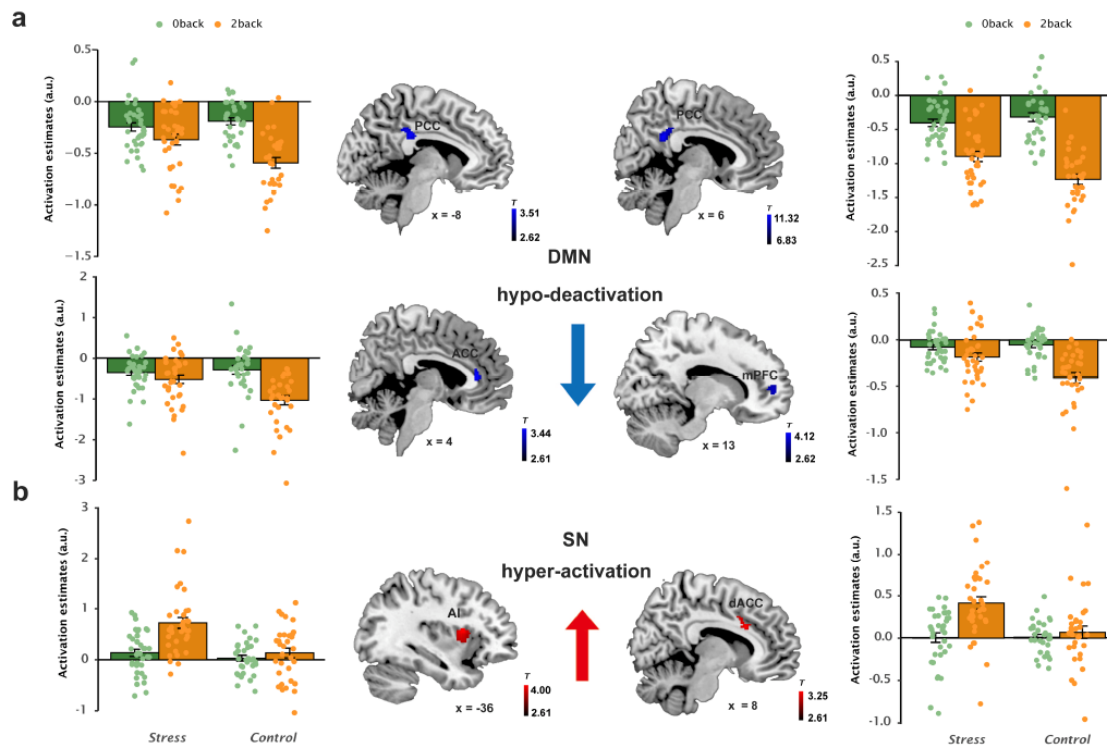 a
0back 2back
0back 2back
Activation estimates (a.u.)
0.5
0.0
−0.5
−1.0
−1.5
PCC
x = -8
T
3.51
2.62
PCC
x = 6
T
11.32
6.83
Activation estimates (a.u.)
0.5
0.0
−0.5
−1.0
−1.5
−2.0
−2.5
DMN
hypo-deactivation
Activation estimates (a.u.)
2
1
0
−1
−2
−3
ACC
x = 4
T
3.44
2.61
mPFC
x = 13
T
4.12
2.62
Activation estimates (a.u.)
0.5
0.0
−0.5
−1.0
−1.5
b
Activation estimates (a.u.)
3
2
1
0
-1
Stress Control
SN
hyper-activation
AI
x = -36
T
4.00
2.61
dACC
x = 8
T
3.25
2.61
Activation estimates (a.u.)
1.5
1.0
0.5
0.0
-0.5
-1.0
Stress Control